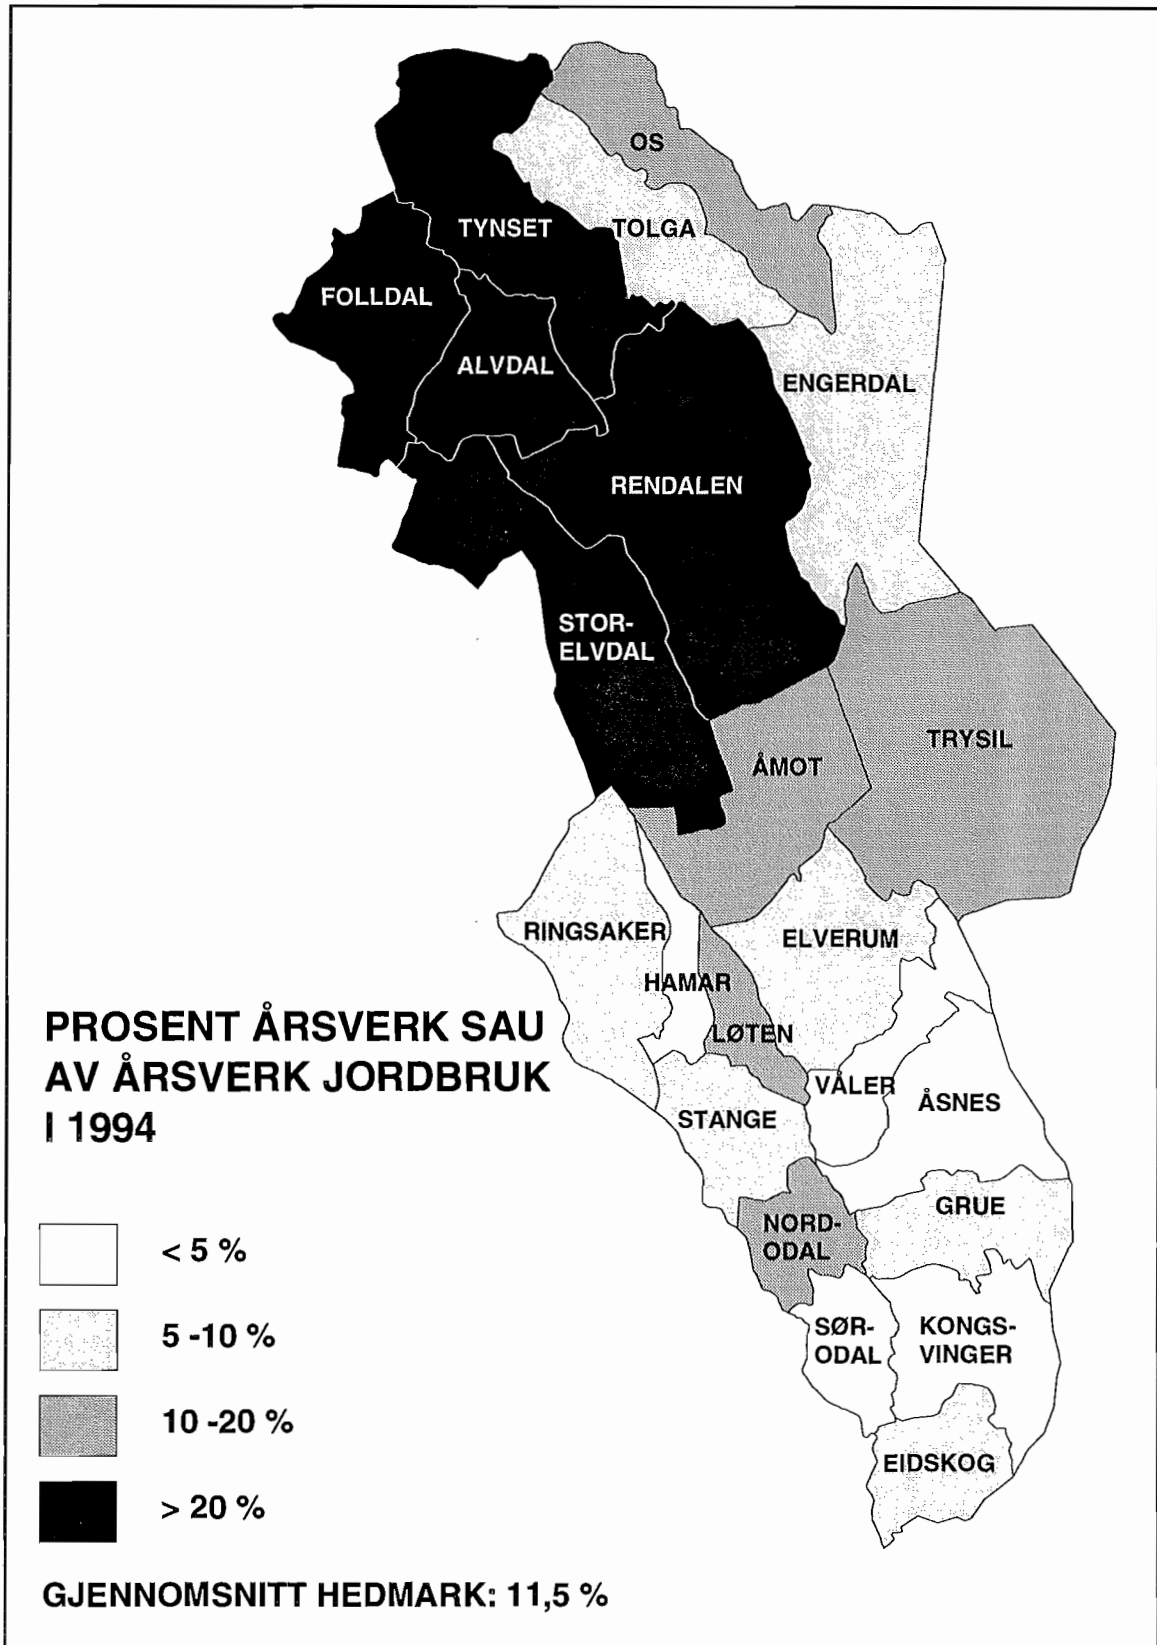 OS
TYNSET
TOLGA
FOLLDAL
ALVDAL
ENGERDAL
RENDALEN
STOR-
ELVDAL
TRYSIL
ÅMOT
RINGSAKER
ELVERUM
HAMAR
LØTEN
VÅLER
ÅSNES
STANGE
GRUE
NORD-
ODAL
SØR-
ODAL
KONGS-
VINGER
EIDSKOG
PROSENT ÅRSVERK SAU
AV ÅRSVERK JORDBRUK
I 1994
< 5 %
5 -10 %
10 -20 %
> 20 %
GJENNOMSNITT HEDMARK: 11,5 %